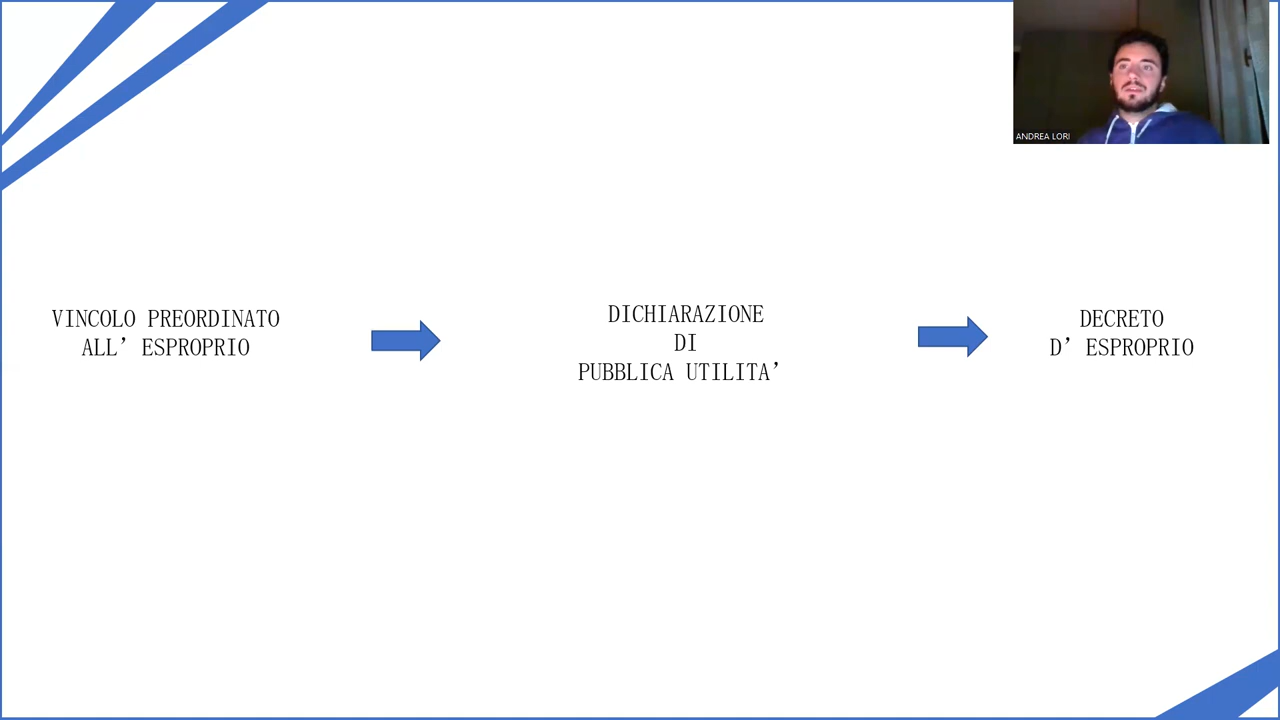 ANDREA LORI
VINCOLO PREORDINATO
ALL’ ESPROPRIO
DICHIARAZIONE
DI
PUBBLICA UTILITA’
DECRETO
D’ ESPROPRIO